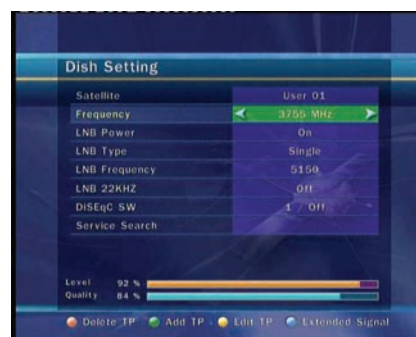 Dish Setting
Satellite User 01
Frequency 3755 MHz
LNB Power On
LNB Type Single
LNB Frequency 5150
LNB 22KHZ Off
DiSEqC SW 1 / Off
Service Search
Level 92 %
Quality 84 %
Delete TP Add TP Edit TP Extended Signal